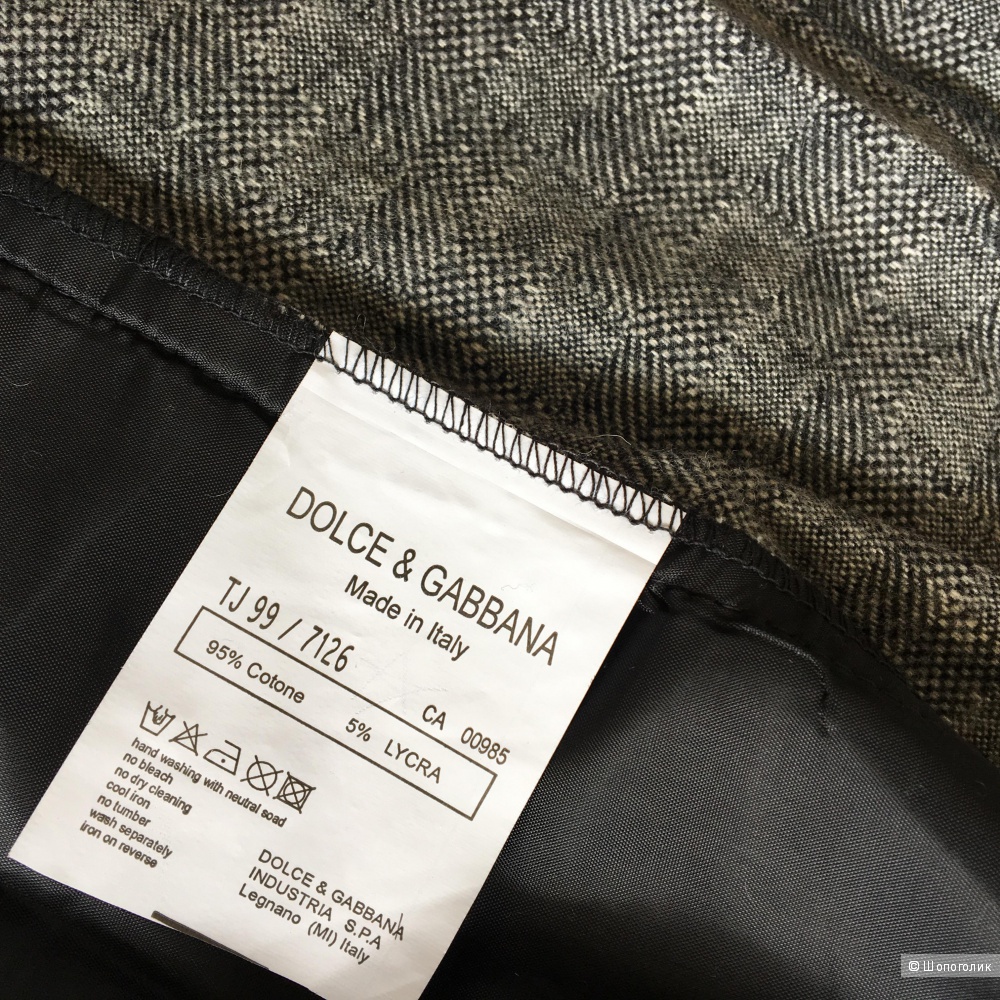 DOLCE & GABBANA
Made in Italy
TJ 99 / 7126
CA 00985
95% Cotone
5% LYCRA
hand washing with neutral soad
no bleach
no dry cleaning
cool iron
no tumber
wash separately
iron on reverse
DOLCE & GABBANA
INDUSTRIA S.P.A
Legnano (MI) Italy
© Шопоголик